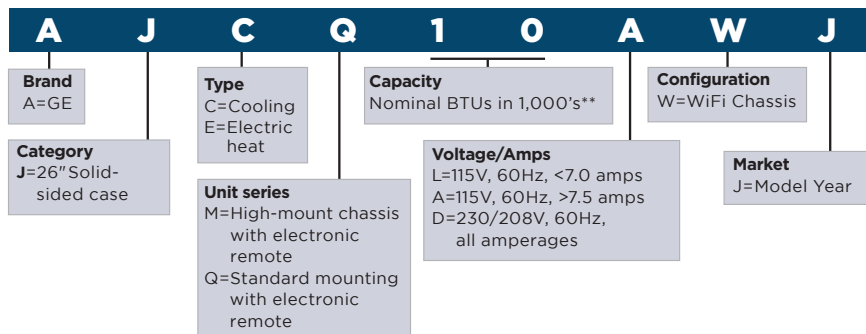 A J C Q 1 0 A W J
Brand
A=GE
Category
J=26" Solid-
sided case
Type
C=Cooling
E=Electric
heat
Unit series
M=High-mount chassis
with electronic
remote
Q=Standard mounting
with electronic
remote
Capacity
Nominal BTUs in 1,000's**
Voltage/Amps
L=115V, 60Hz, <7.0 amps
A=115V, 60Hz, >7.5 amps
D=230/208V, 60Hz,
all amperages
Configuration
W=WiFi Chassis
Market
J=Model Year